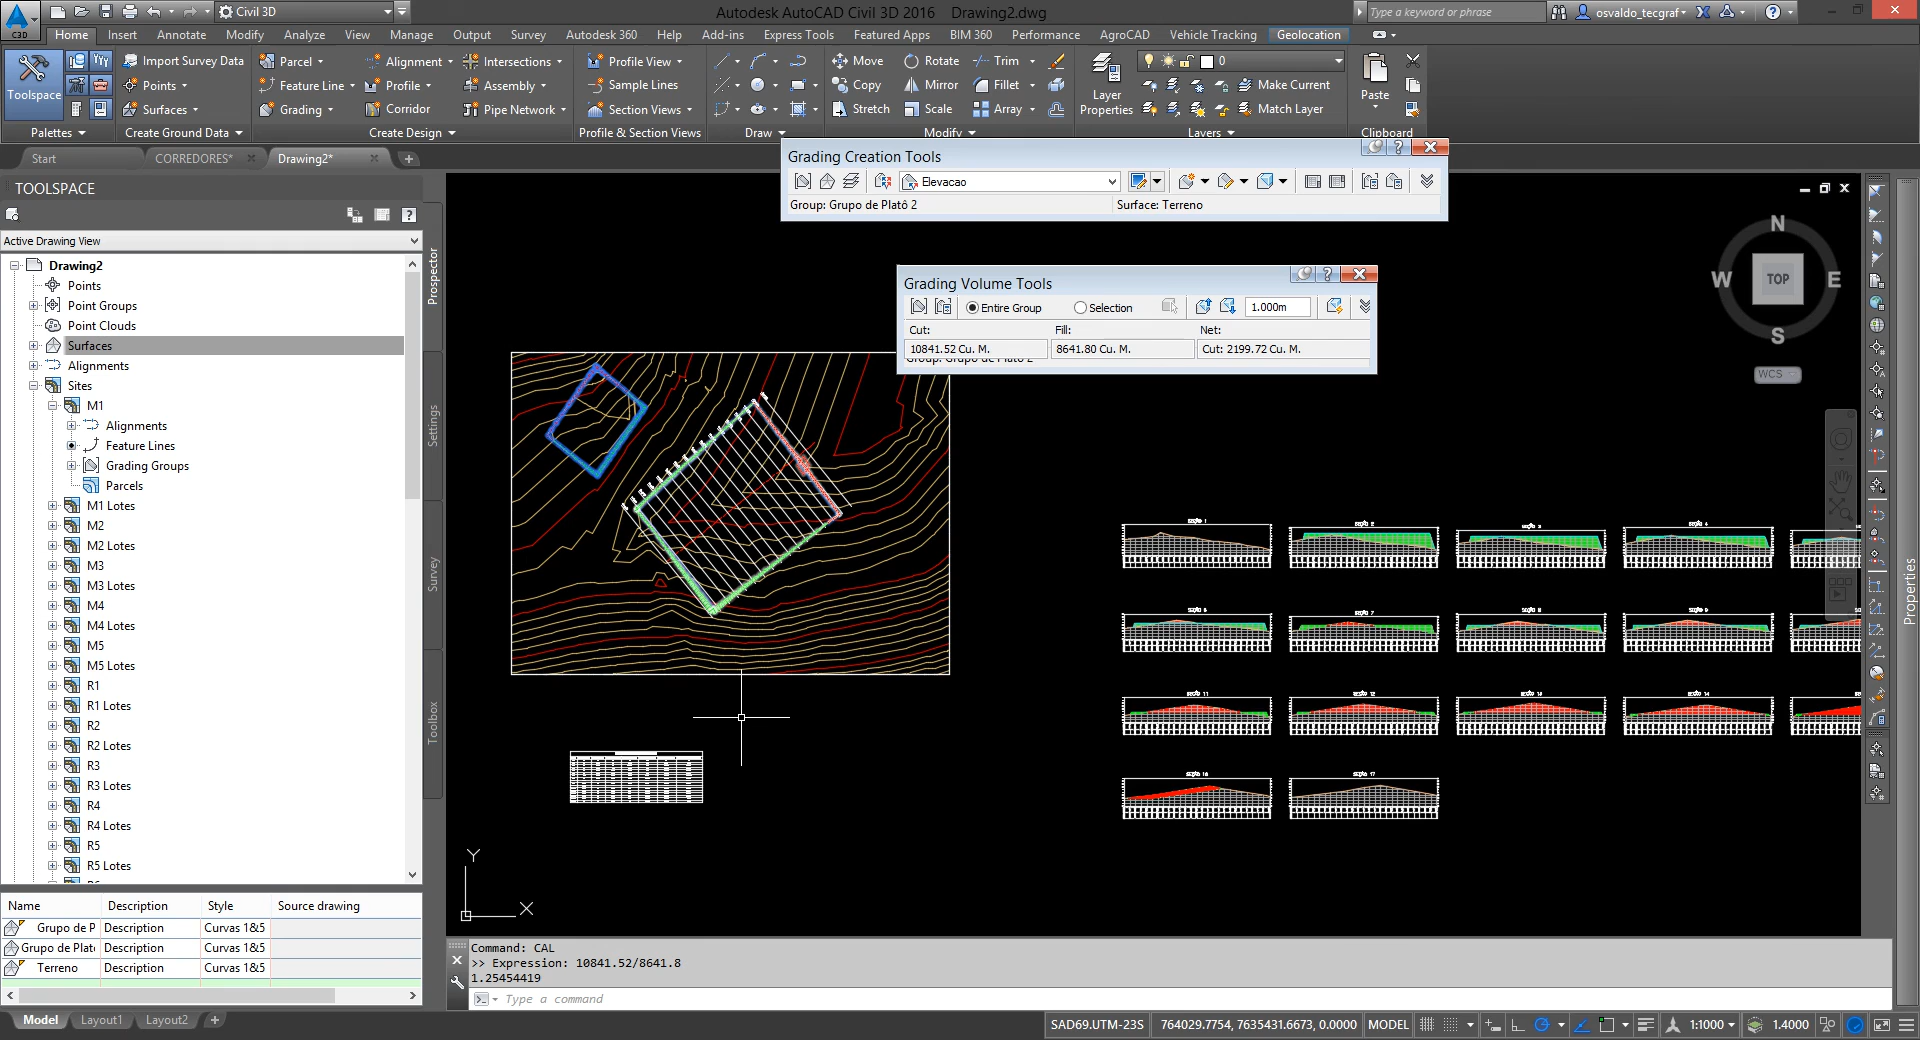 C3D
Civil 3D
Autodesk AutoCAD Civil 3D 2016 Drawing2.dwg
Type a keyword or phrase
osvaldo_tecgraf
Home Insert Annotate Modify Analyze View Manage Output Survey Autodesk 360 Help Add-ins Express Tools Featured Apps BIM 360 Performance AgroCAD Vehicle Tracking Geolocation
Toolspace
Import Survey Data
Points
Surfaces
Parcel
Feature Line
Grading
Alignment
Profile
Corridor
Intersections
Assembly
Pipe Network
Profile View
Sample Lines
Section Views
Move
Copy
Stretch
Rotate
Mirror
Scale
Trim
Fillet
Array
Layer
Properties
0
Make Current
Match Layer
Paste
Palettes
Create Ground Data
Create Design
Profile & Section Views
Draw
Modify
Layers
Clipboard
Start
CORREDORES*
Drawing2*
Grading Creation Tools
Elevacao
Group: Grupo de Platô 2
Surface: Terreno
Grading Volume Tools
Entire Group
Selection
1.000m
Cut:
Fill:
Net:
10841.52 Cu. M.
8641.80 Cu. M.
Cut: 2199.72 Cu. M.
TOOLSPACE
Active Drawing View
Drawing2
Points
Point Groups
Point Clouds
Surfaces
Alignments
Sites
M1
Alignments
Feature Lines
Grading Groups
Parcels
M1 Lotes
M2
M2 Lotes
M3
M3 Lotes
M4
M4 Lotes
M5
M5 Lotes
R1
R1 Lotes
R2
R2 Lotes
R3
R3 Lotes
R4
R4 Lotes
R5
R5 Lotes
Prospector
Settings
Survey
Toolbox
Name Description Style Source drawing
Grupo de P Description Curvas 1&5
Grupo de Plat Description Curvas 1&5
Terreno Description Curvas 1&5
N
W
TOP
E
S
WCS
Properties
Y
X
Command: CAL
>> Expression: 10841.52/8641.8
1.25454419
Type a command
Model
Layout1
Layout2
SAD69.UTM-23S
764029.7754, 7635431.6673, 0.0000
MODEL
1:1000
1.4000